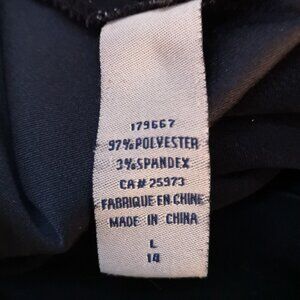 179667
97% POLYESTER
3% SPANDEX
CA# 25973
FABRIQUE EN CHINE
MADE IN CHINA
L
14